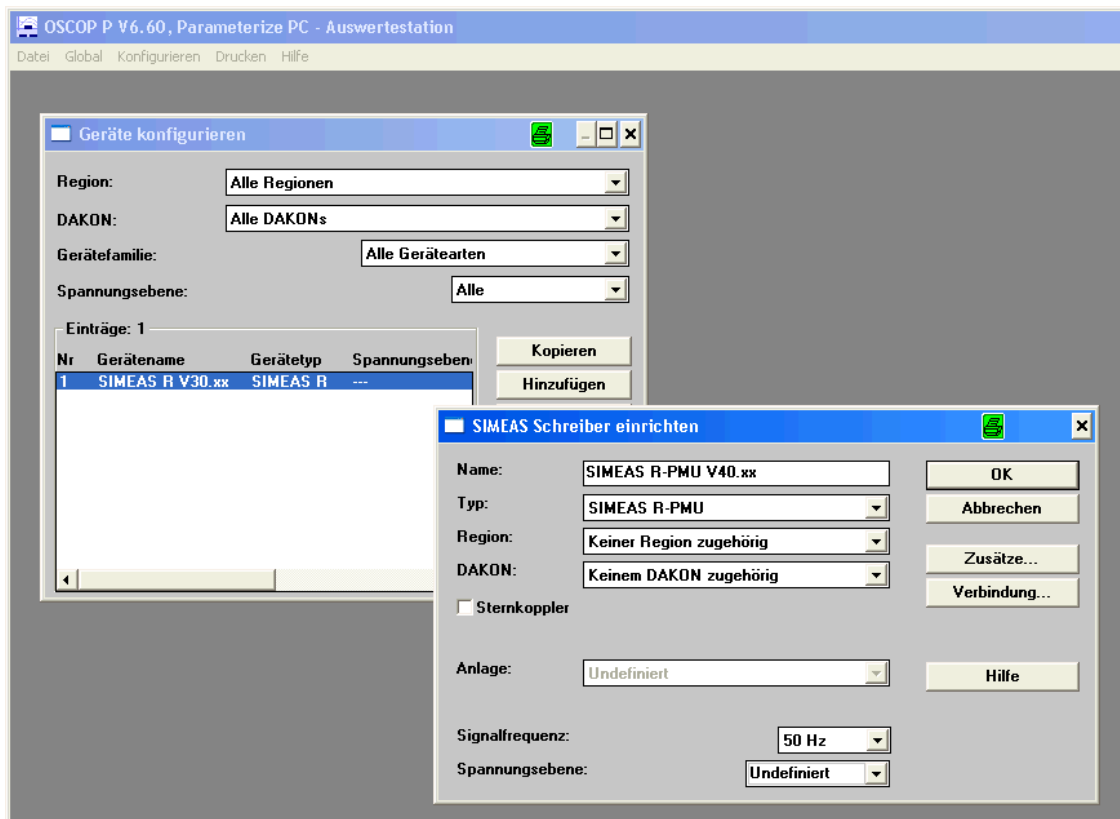 OSCOP P V6.60, Parameterize PC - Auswertestation
Datei Global Konfigurieren Drucken Hilfe
Geräte konfigurieren
Region: Alle Regionen
DAKON: Alle DAKONs
Gerätefamilie: Alle Gerätearten
Spannungsebene: Alle
Einträge: 1
Nr Gerätename Gerätetyp Spannungseben
1 SIMEAS R V30.xx SIMEAS R ---
Kopieren
Hinzufügen
SIMEAS Schreiber einrichten
Name: SIMEAS R-PMU V40.xx
Typ: SIMEAS R-PMU
Region: Keiner Region zugehörig
DAKON: Keinem DAKON zugehörig
Sternkoppler
Anlage: Undefiniert
Signalfrequenz: 50 Hz
Spannungsebene: Undefiniert
OK
Abbrechen
Zusätze...
Verbindung...
Hilfe